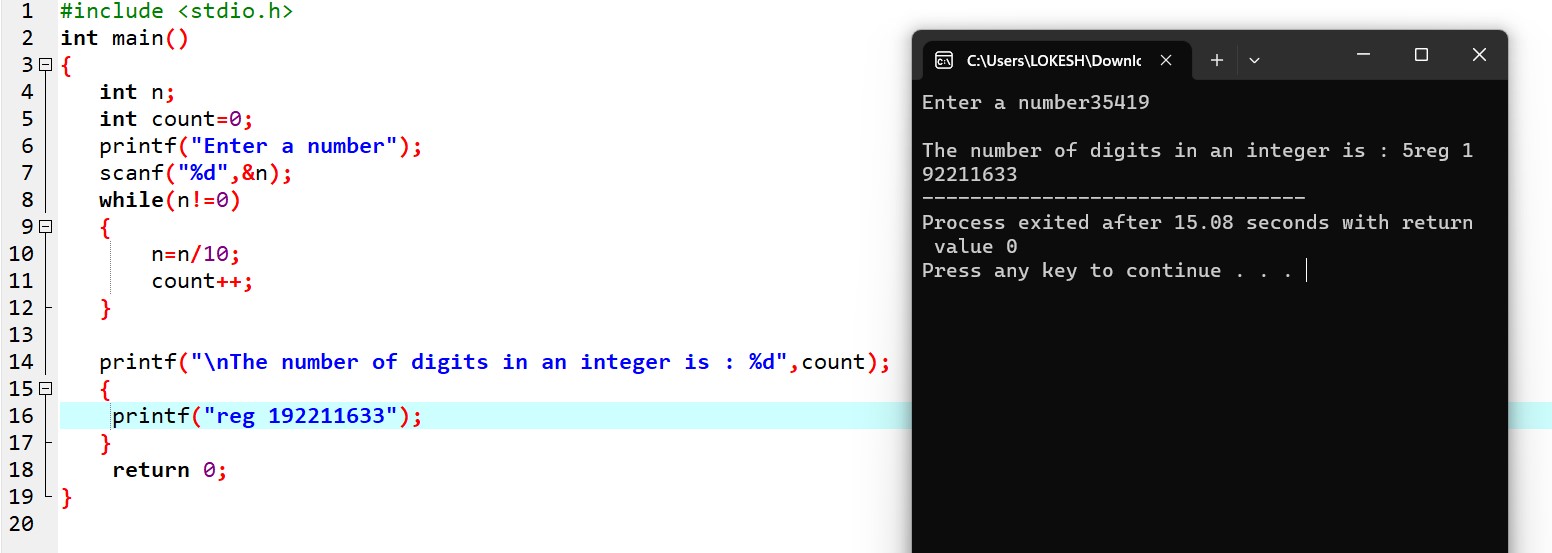 1 #include <stdio.h>
2 int main()
3 {
4 int n;
5 int count=0;
6 printf("Enter a number");
7 scanf("%d",&n);
8 while(n!=0)
9 {
10 n=n/10;
11 count++;
12 }
13
14 printf("\nThe number of digits in an integer is : %d",count);
15 {
16 printf("reg 192211633");
17 }
18 return 0;
19 }
20
C:\Users\LOKESH\Downlc
Enter a number35419
The number of digits in an integer is : 5reg 1
92211633
--------------------------------
Process exited after 15.08 seconds with return
value 0
Press any key to continue . . .